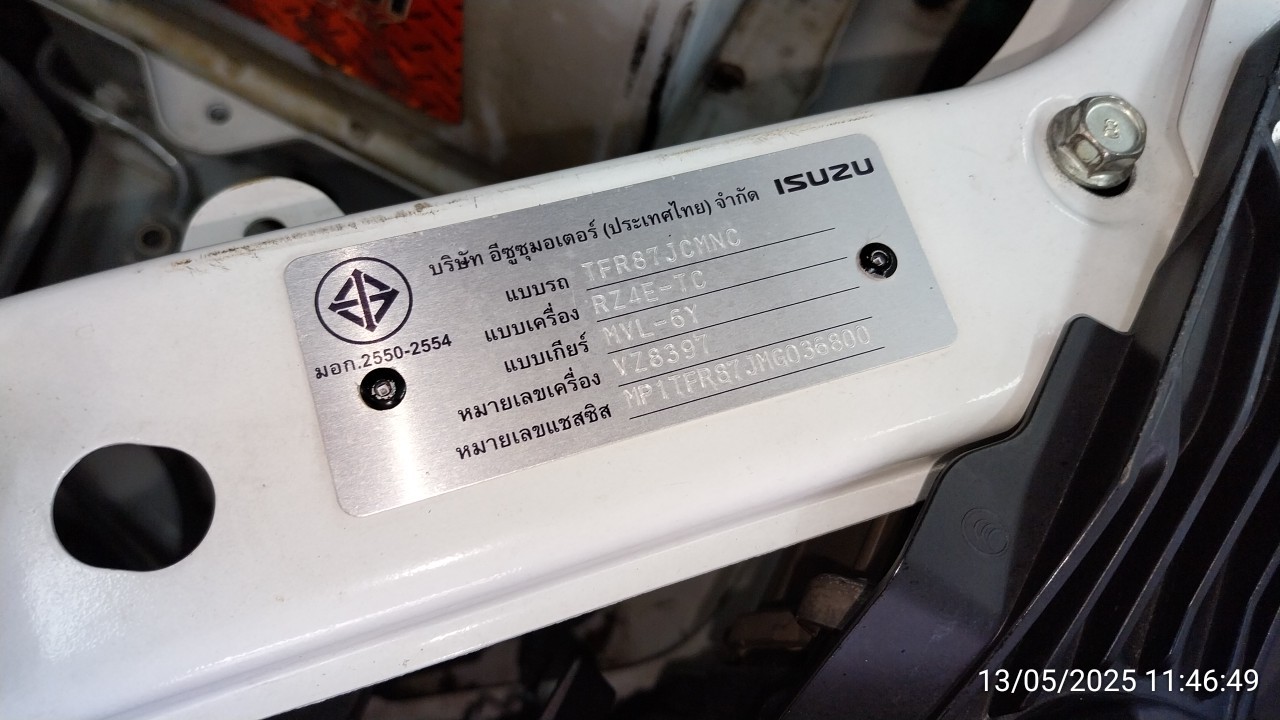 ISUZU
บริษัท อีซูซุมอเตอร์ (ประเทศไทย) จำกัด
แบบรถ TFR87JCMNC
แบบเครื่อง RZ4E-TC
แบบเกียร์ MVL-6Y
หมายเลขเครื่อง VZ8397
หมายเลขแชสซิส MP1TFR87JMG036800
มอก.2550-2554
13/05/2025 11:46:49